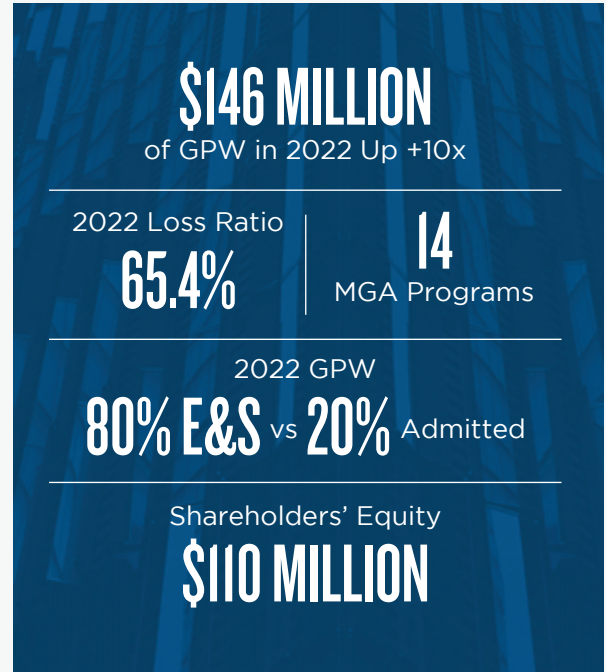 $146 MILLION
of GPW in 2022 Up +10x
2022 Loss Ratio
65.4%
14
MGA Programs
2022 GPW
80% E&S vs 20% Admitted
Shareholders’ Equity
$110 MILLION